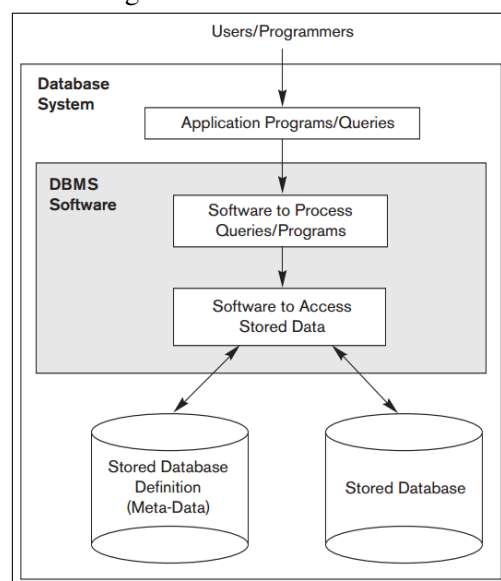 Users/Programmers
Database
System
Application Programs/Queries
DBMS
Software
Software to Process
Queries/Programs
Software to Access
Stored Data
Stored Database
Definition
(Meta-Data)
Stored Database